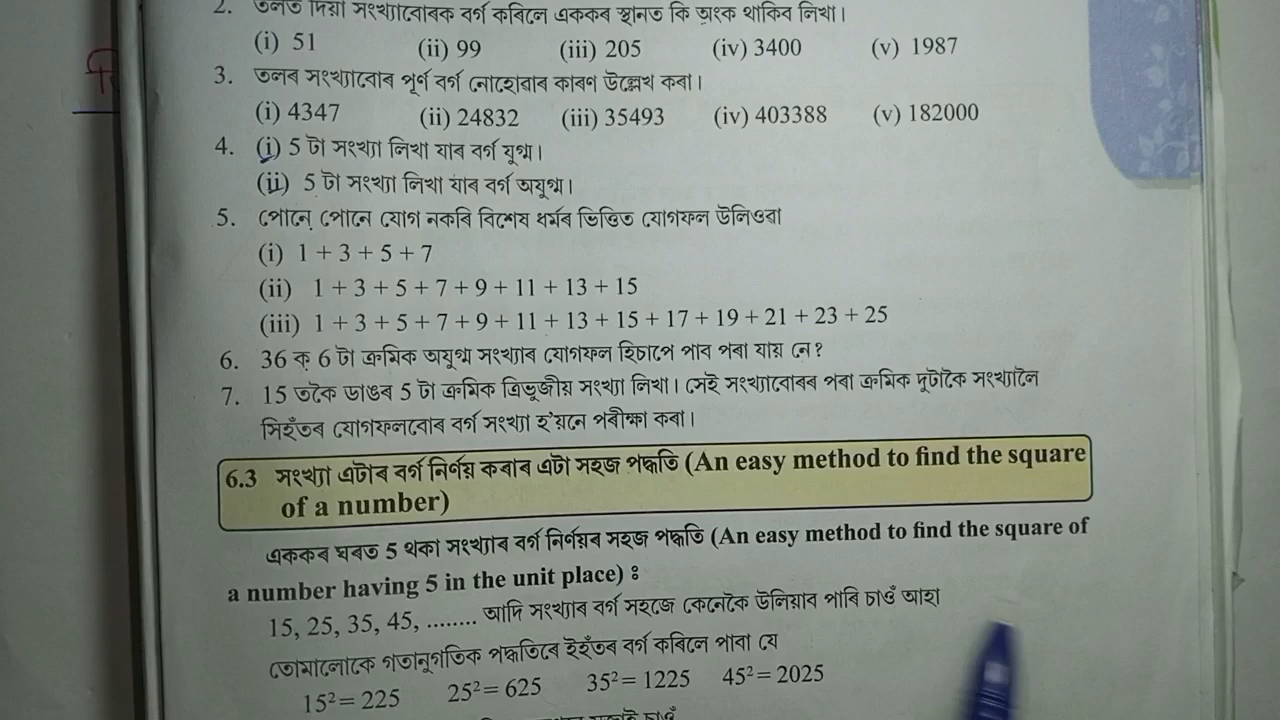 2. তলত দিয়া সংখ্যাবোৰক বৰ্গ কৰিলে এককৰ স্থানত কি অংক থাকিব লিখা।
(i) 51 (ii) 99 (iii) 205 (iv) 3400 (v) 1987
3. তলৰ সংখ্যাবোৰ পূৰ্ণ বৰ্গ নোহোৱাৰ কাৰণ উল্লেখ কৰা।
(i) 4347 (ii) 24832 (iii) 35493 (iv) 403388 (v) 182000
4. (i) 5 টা সংখ্যা লিখা যাৰ বৰ্গ যুগ্ম।
(ii) 5 টা সংখ্যা লিখা যাৰ বৰ্গ অযুগ্ম।
5. পোনে পোনে যোগ নকৰি বিশেষ ধৰ্মৰ ভিত্তিত যোগফল উলিওৱা
(i) 1 + 3 + 5 + 7
(ii) 1 + 3 + 5 + 7 + 9 + 11 + 13 + 15
(iii) 1 + 3 + 5 + 7 + 9 + 11 + 13 + 15 + 17 + 19 + 21 + 23 + 25
6. 36 ক 6 টা ক্ৰমিক অযুগ্ম সংখ্যাৰ যোগফল হিচাপে পাব পৰা যায় নে?
7. 15 তকৈ ডাঙৰ 5 টা ক্ৰমিক ত্ৰিভূজীয় সংখ্যা লিখা। সেই সংখ্যাবোৰৰ পৰা ক্ৰমিক দুটাকৈ সংখ্যালৈ
সিহঁতৰ যোগফলবোৰ বৰ্গ সংখ্যা হ'য়নে পৰীক্ষা কৰা।
6.3 সংখ্যা এটাৰ বৰ্গ নিৰ্ণয় কৰাৰ এটা সহজ পদ্ধতি (An easy method to find the square
of a number)
এককৰ ঘৰত 5 থকা সংখ্যাৰ বৰ্গ নিৰ্ণয়ৰ সহজ পদ্ধতি (An easy method to find the square of
a number having 5 in the unit place) ঃ
15, 25, 35, 45, ........ আদি সংখ্যাৰ বৰ্গ সহজে কেনেকৈ উলিয়াব পাৰি চাওঁ আহা
তোমালোকে গতানুগতিক পদ্ধতিৰে ইহঁতৰ বৰ্গ কৰিলে পাবা যে
15² = 225 25² = 625 35² = 1225 45² = 2025